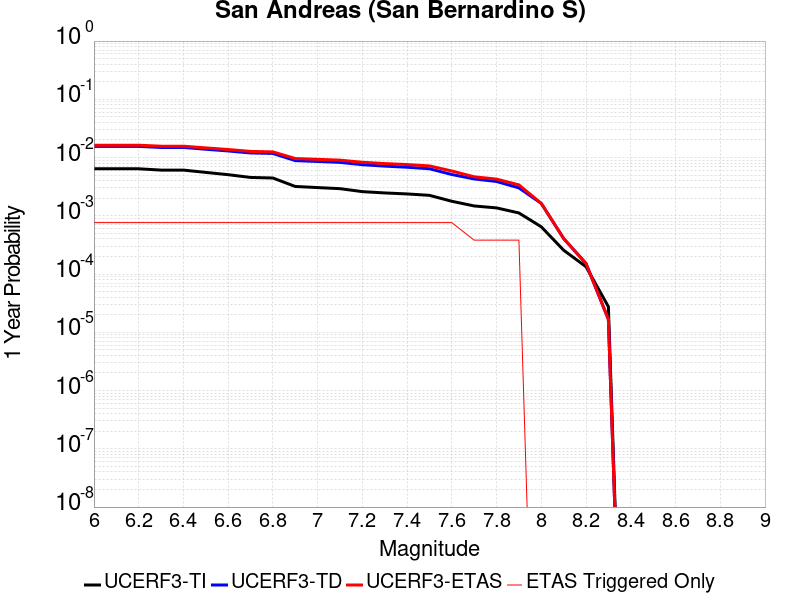 San Andreas (San Bernardino S)
10^0
10^-1
10^-2
10^-3
10^-4
10^-5
10^-6
10^-7
10^-8
1 Year Probability
6 6.2 6.4 6.6 6.8 7 7.2 7.4 7.6 7.8 8 8.2 8.4 8.6 8.8 9
Magnitude
UCERF3-TI UCERF3-TD UCERF3-ETAS ETAS Triggered Only